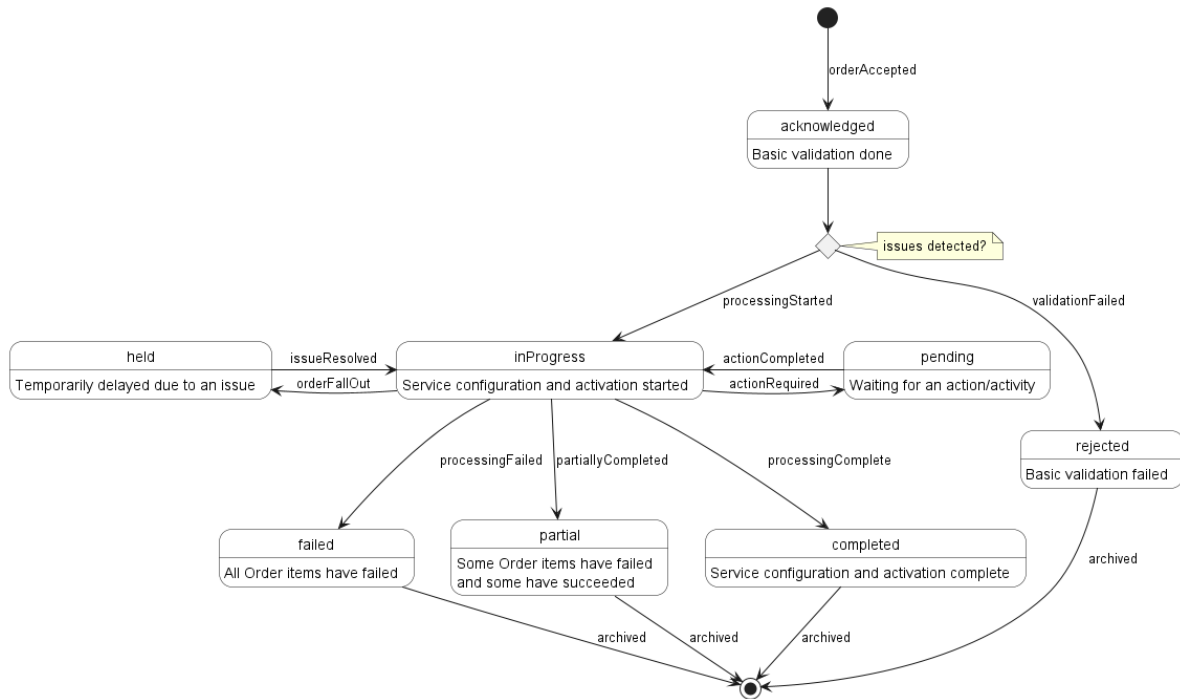 orderAccepted
acknowledged
Basic validation done
issues detected?
processingStarted
validationFailed
held
Temporarily delayed due to an issue
issueResolved
orderFallOut
inProgress
Service configuration and activation started
actionCompleted
actionRequired
pending
Waiting for an action/activity
rejected
Basic validation failed
processingFailed
partiallyCompleted
processingComplete
failed
All Order items have failed
partial
Some Order items have failed
and some have succeeded
completed
Service configuration and activation complete
archived
archived
archived
archived